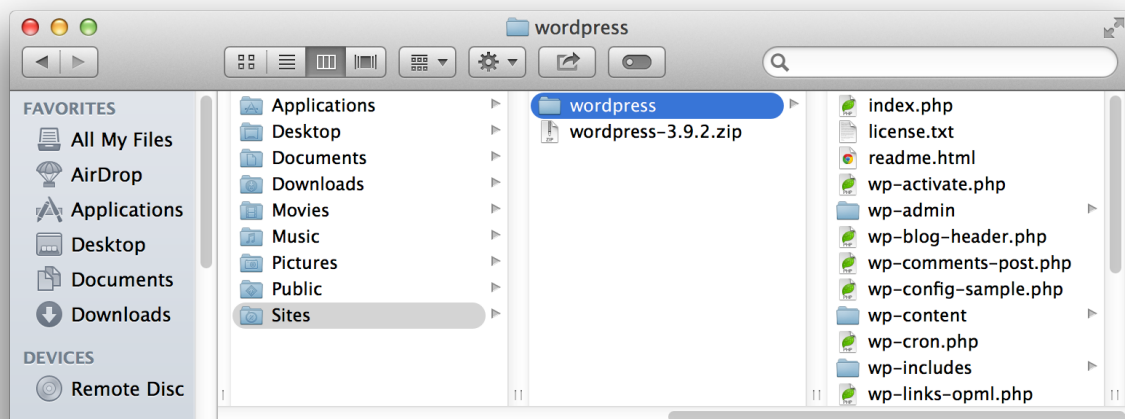 wordpress
FAVORITES
All My Files
AirDrop
Applications
Desktop
Documents
Downloads
DEVICES
Remote Disc
Applications
Desktop
Documents
Downloads
Movies
Music
Pictures
Public
Sites
wordpress
wordpress-3.9.2.zip
index.php
license.txt
readme.html
wp-activate.php
wp-admin
wp-blog-header.php
wp-comments-post.php
wp-config-sample.php
wp-content
wp-cron.php
wp-includes
wp-links-opml.php